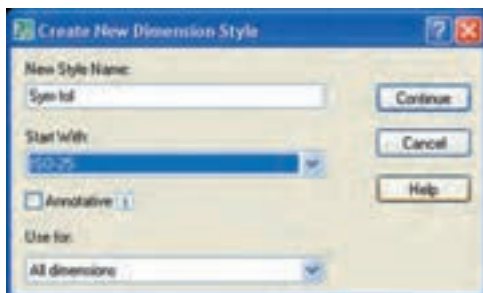 Create New Dimension Style
New Style Name:
Sym tol
Continue
Start With:
ISO-25
Cancel
Annotative
Help
Use for:
All dimensions